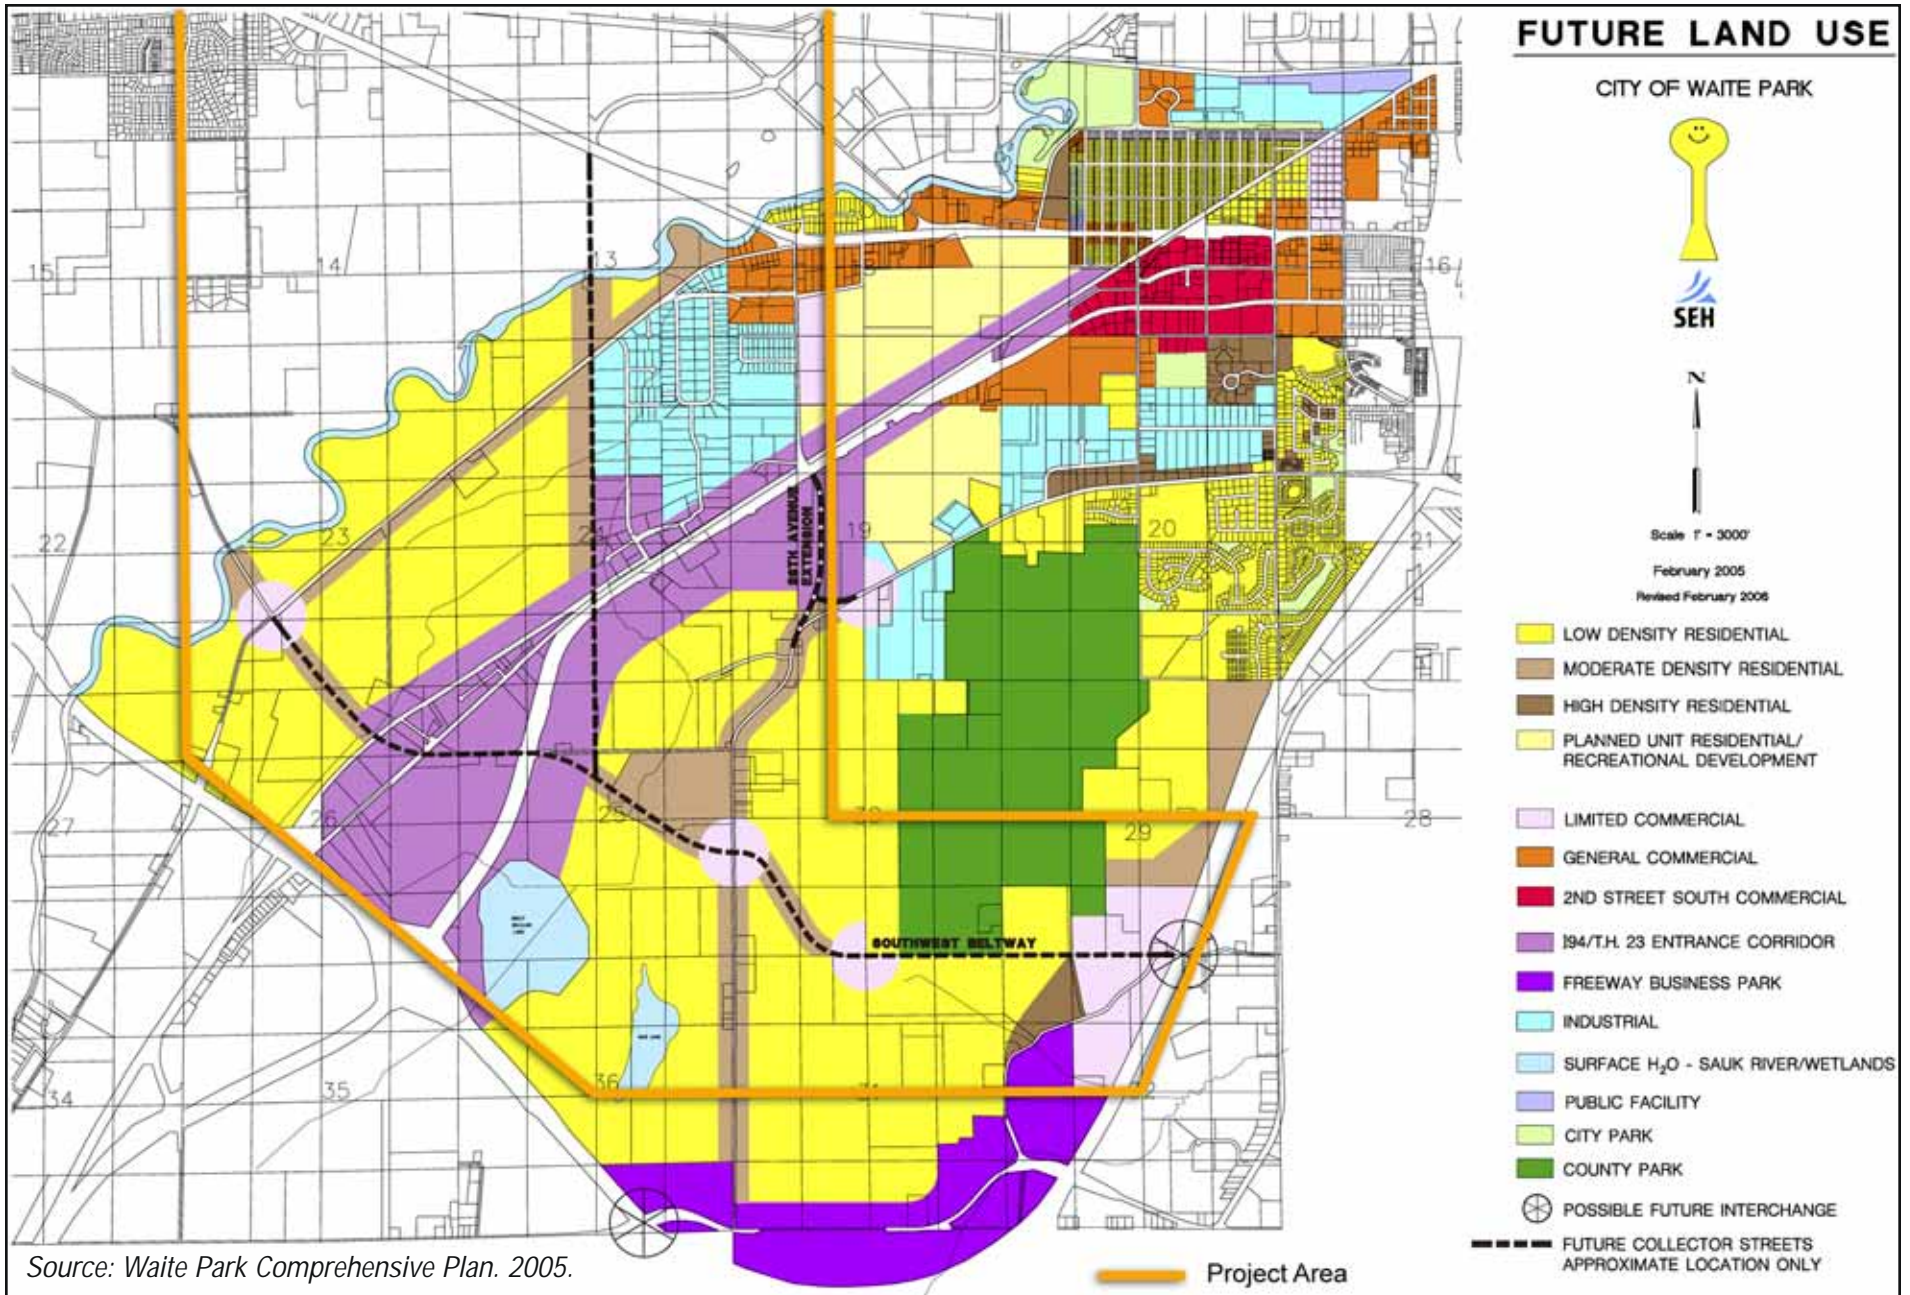 FUTURE LAND USE
CITY OF WAITE PARK
SEH
N
Scale 1" = 3000'
February 2005
Revised February 2006
LOW DENSITY RESIDENTIAL
MODERATE DENSITY RESIDENTIAL
HIGH DENSITY RESIDENTIAL
PLANNED UNIT RESIDENTIAL/
RECREATIONAL DEVELOPMENT
LIMITED COMMERCIAL
GENERAL COMMERCIAL
2ND STREET SOUTH COMMERCIAL
I94/T.H. 23 ENTRANCE CORRIDOR
FREEWAY BUSINESS PARK
INDUSTRIAL
SURFACE H₂O - SAUK RIVER/WETLANDS
PUBLIC FACILITY
CITY PARK
COUNTY PARK
POSSIBLE FUTURE INTERCHANGE
FUTURE COLLECTOR STREETS
APPROXIMATE LOCATION ONLY
15
14
13
16
22
23
19
20
21
EXTENSION
27
26
25
30
29
28
SOUTHWEST BELTWAY
34
35
36
31
32
Source: Waite Park Comprehensive Plan. 2005.
Project Area